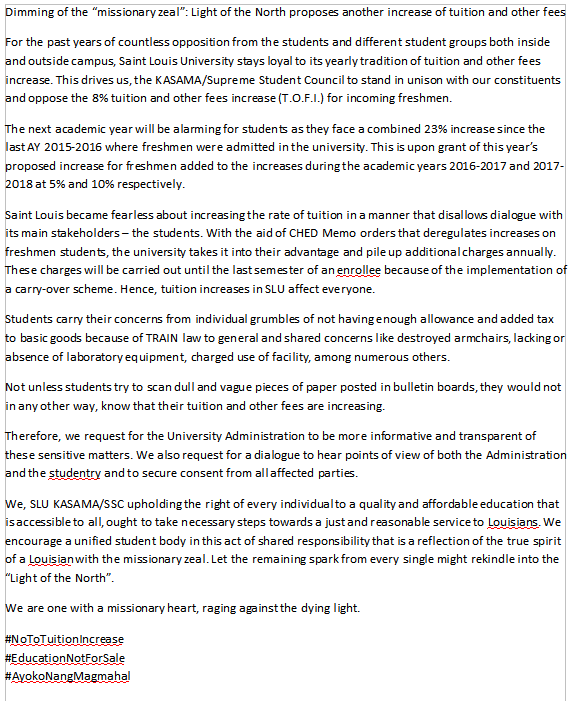 Dimming of the “missionary zeal”: Light of the North proposes another increase of tuition and other fees
For the past years of countless opposition from the students and different student groups both inside
and outside campus, Saint Louis University stays loyal to its yearly tradition of tuition and other fees
increase. This drives us, the KASAMA/Supreme Student Council to stand in unison with our constituents
and oppose the 8% tuition and other fees increase (T.O.F.I.) for incoming freshmen.
The next academic year will be alarming for students as they face a combined 23% increase since the
last AY 2015-2016 where freshmen were admitted in the university. This is upon grant of this year’s
proposed increase for freshmen added to the increases during the academic years 2016-2017 and 2017-
2018 at 5% and 10% respectively.
Saint Louis became fearless about increasing the rate of tuition in a manner that disallows dialogue with
its main stakeholders – the students. With the aid of CHED Memo orders that deregulates increases on
freshmen students, the university takes it into their advantage and pile up additional charges annually.
These charges will be carried out until the last semester of an enrollee because of the implementation of
a carry-over scheme. Hence, tuition increases in SLU affect everyone.
Students carry their concerns from individual grumbles of not having enough allowance and added tax
to basic goods because of TRAIN law to general and shared concerns like destroyed armchairs, lacking or
absence of laboratory equipment, charged use of facility, among numerous others.
Not unless students try to scan dull and vague pieces of paper posted in bulletin boards, they would not
in any other way, know that their tuition and other fees are increasing.
Therefore, we request for the University Administration to be more informative and transparent of
these sensitive matters. We also request for a dialogue to hear points of view of both the Administration
and the studentry and to secure consent from all affected parties.
We, SLU KASAMA/SSC upholding the right of every individual to a quality and affordable education that
is accessible to all, ought to take necessary steps towards a just and reasonable service to Louisians. We
encourage a unified student body in this act of shared responsibility that is a reflection of the true spirit
of a Louisian with the missionary zeal. Let the remaining spark from every single might rekindle into the
“Light of the North”.
We are one with a missionary heart, raging against the dying light.
#NoToTuitionIncrease
#EducationNotForSale
#AyokoNangMagmahal